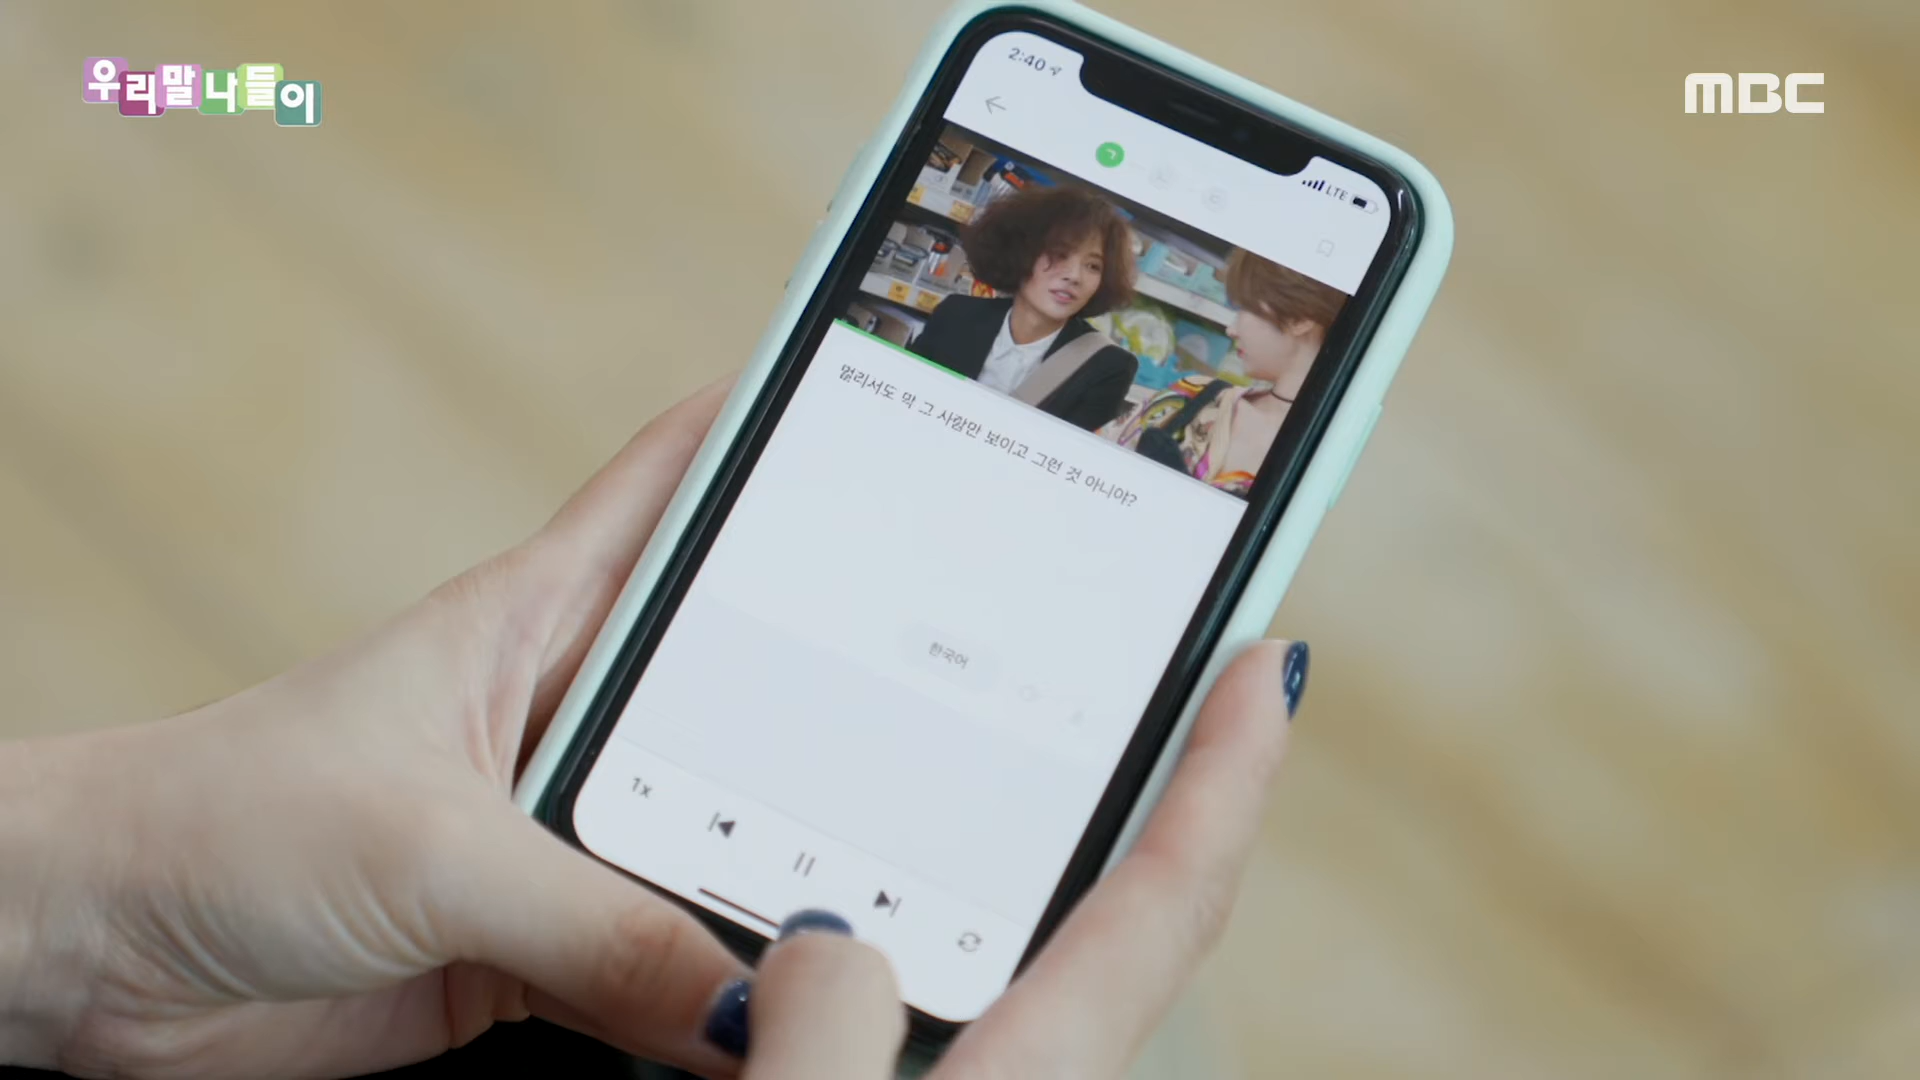 우리말 나들이
MBC
2:40
LTE
ㄱ
멀리서도 막 그 사람만 보이고 그런 것 아니야?
한국어
1x